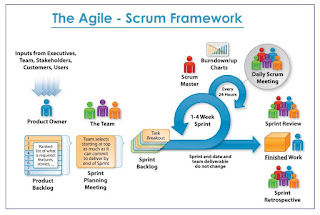 The Agile - Scrum Framework
Inputs from Executives,
Team, Stakeholders,
Customers, Users
Product Owner
The Team
Ranked
list of what
is required:
features,
stories, ...
Product
Backlog
Team selects
starting at top
as much as it
can commit
to deliver by
end of Sprint
Sprint
Planning
Meeting
Task
Breakout
Sprint
Backlog
Scrum
Master
Burndown/up
Charts
Every
24 Hours
1-4 Week
Sprint
Sprint end date and
team deliverable
do not change
Daily Scrum
Meeting
Sprint Review
Finished Work
Sprint
Retrospective